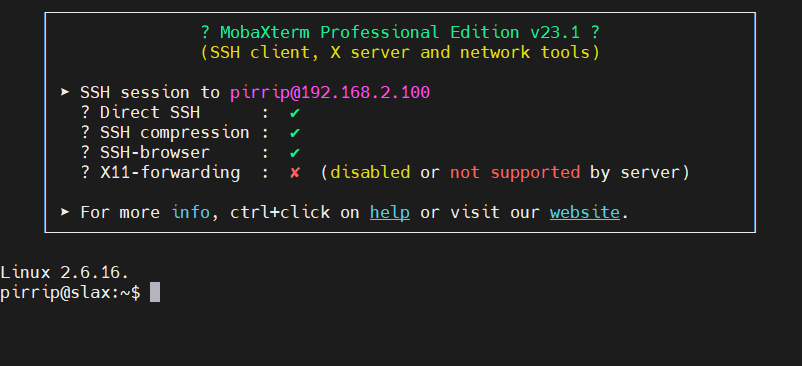 ? MobaXterm Professional Edition v23.1 ?
(SSH client, X server and network tools)
➤ SSH session to pirrip@192.168.2.100
? Direct SSH : ✔
? SSH compression : ✔
? SSH-browser : ✔
? X11-forwarding : ✘ (disabled or not supported by server)
➤ For more info, ctrl+click on help or visit our website.
Linux 2.6.16.
pirrip@slax:~$